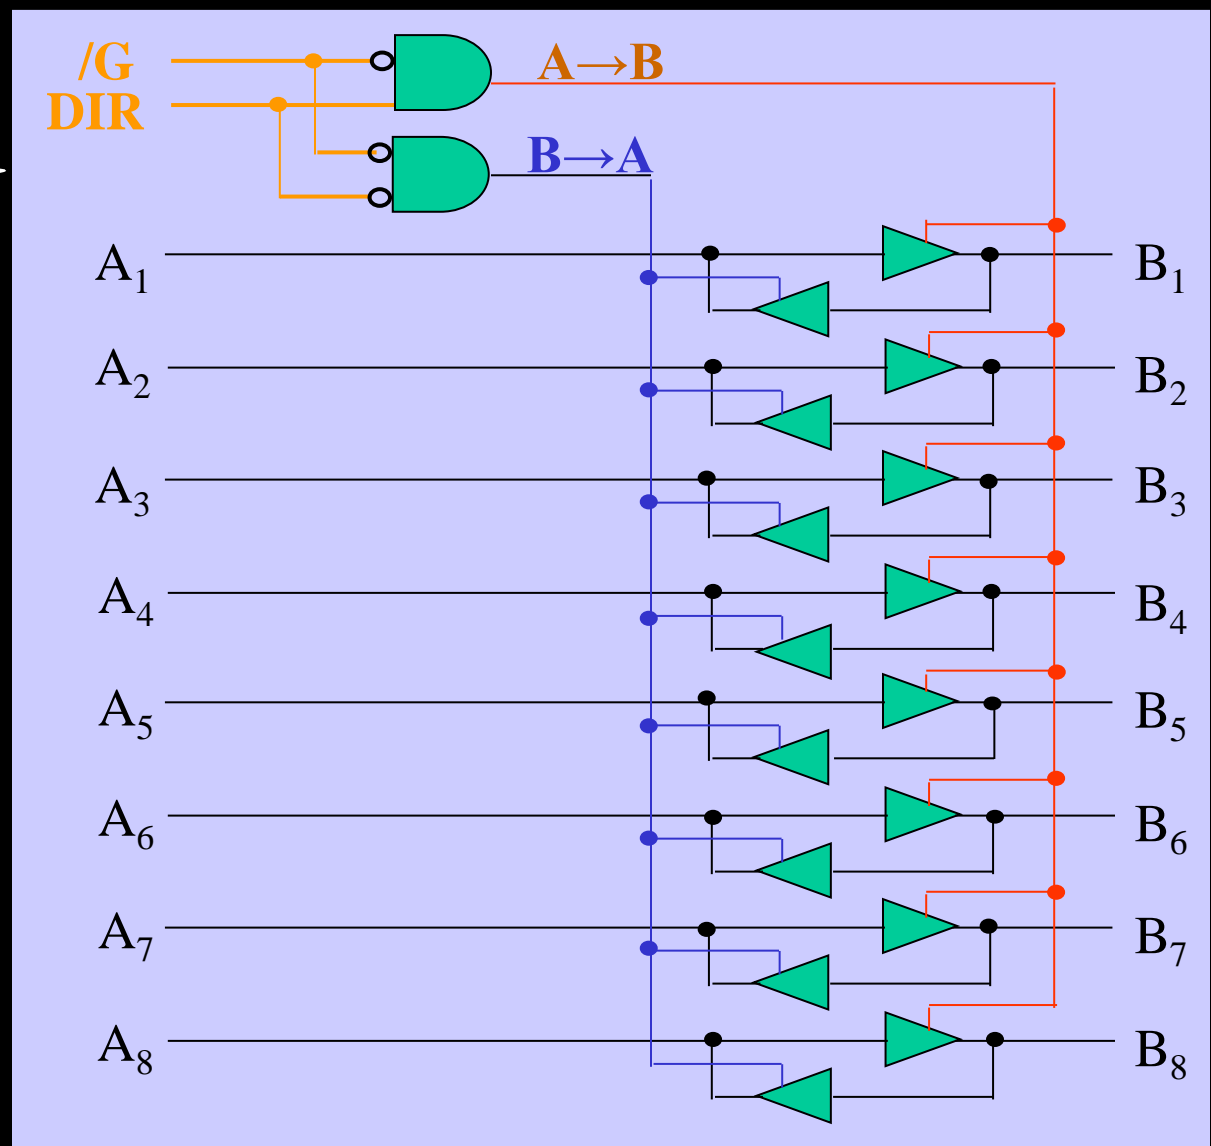 /G
A→B
DIR
B→A
A₁ B₁
A₂ B₂
A₃ B₃
A₄ B₄
A₅ B₅
A₆ B₆
A₇ B₇
A₈ B₈